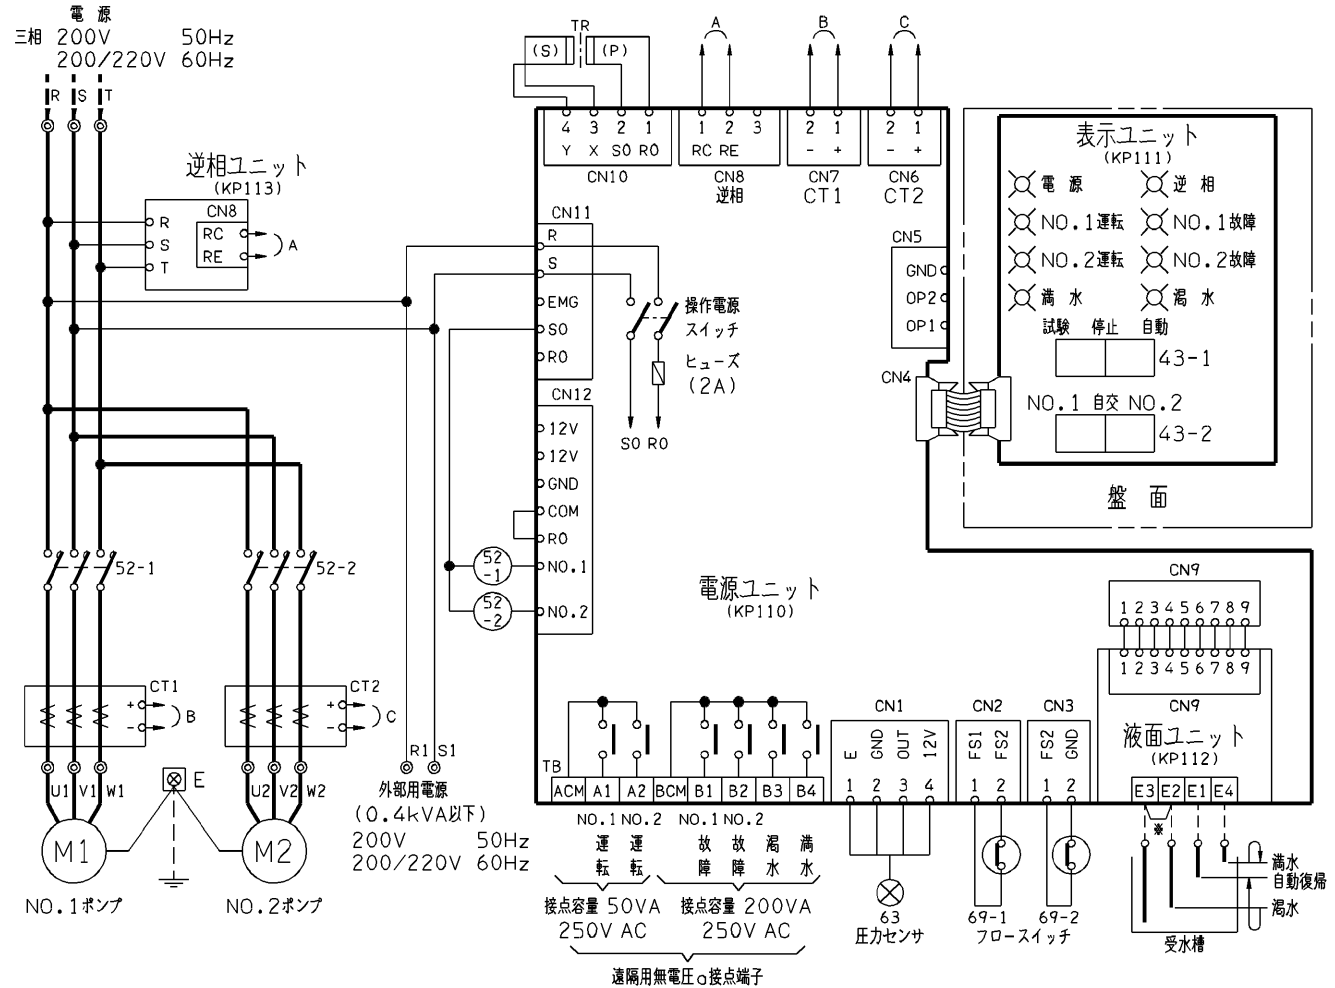 電 源
三相 200V 50Hz
200/220V 60Hz
R S T
逆相ユニット
(KP113)
CN8
R RC
S RE A
T
52-1
52-2
CT1
+
- B
CT2
+
- C
U1 V1 W1
E
U2 V2 W2
M1
M2
NO.1ポンプ
NO.2ポンプ
R1 S1
外部用電源
(0.4kVA以下)
200V 50Hz
200/220V 60Hz
TR
(S) (P)
A
B
C
4 3 2 1
Y X SO RO
CN10
1 2 3
RC RE
CN8
逆相
2 1
- +
CN7
CT1
2 1
- +
CN6
CT2
CN11
R
S
EMG
SO
RO
操作電源
スイッチ
ヒューズ
(2A)
SO RO
CN12
12V
12V
GND
COM
RO
NO.1
NO.2
52
-1
52
-2
CN5
GND
OP2
OP1
CN4
表示ユニット
(KP111)
電 源 逆 相
NO.1運転 NO.1故障
NO.2運転 NO.2故障
満 水 渇 水
試験 停止 自動
43-1
NO.1 自交 NO.2
43-2
盤 面
電源ユニット
(KP110)
CN9
1 2 3 4 5 6 7 8 9
1 2 3 4 5 6 7 8 9
CN9
液面ユニット
(KP112)
E3 E2 E1 E4
※
満水
自動復帰
渇水
受水槽
TB
ACM A1 A2 BCM B1 B2 B3 B4
NO.1 NO.2 NO.1 NO.2
運転 運転 故障 故障 渇水 満水
接点容量 50VA
250V AC
接点容量 200VA
250V AC
遠隔用無電圧a接点端子
CN1
E GND OUT 12V
1 2 3 4
63
圧力センサ
CN2
FS1 FS2
1 2
CN3
FS2 GND
1 2
69-1 69-2
フロースイッチ